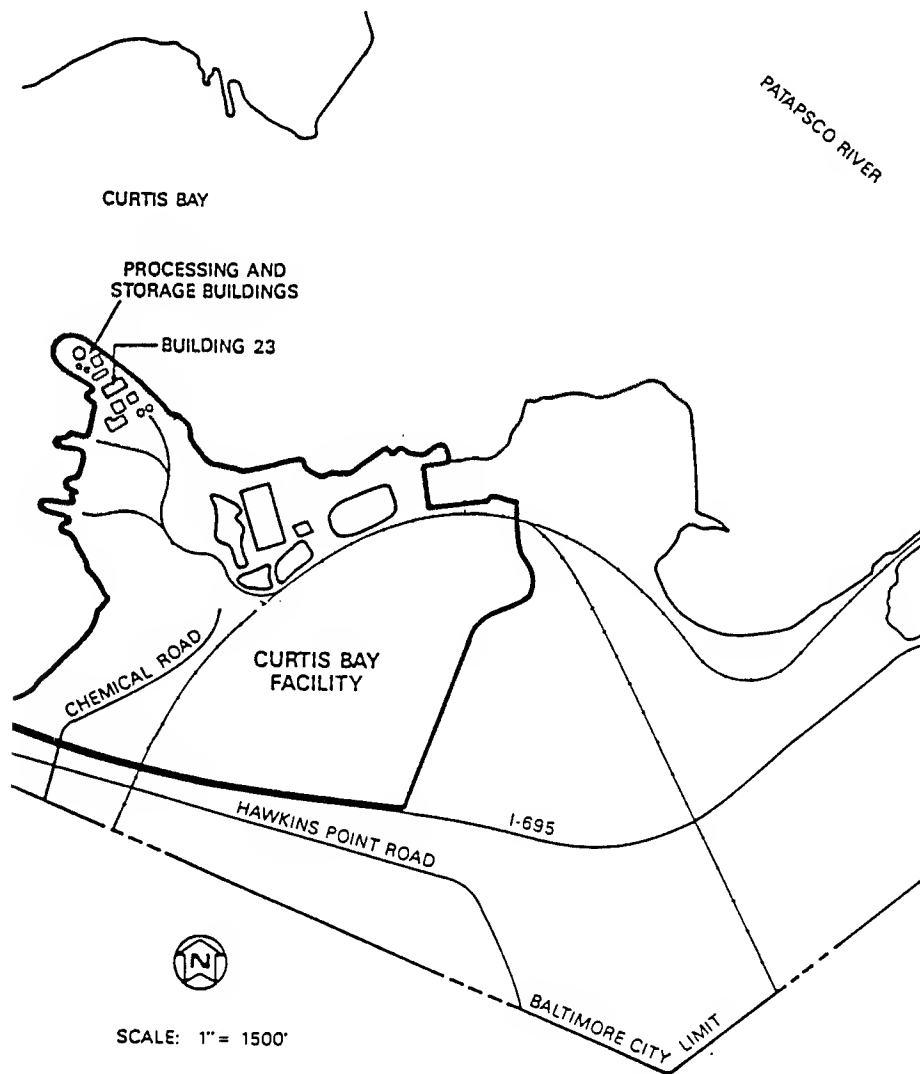 PATAPSCO RIVER
CURTIS BAY
PROCESSING AND
STORAGE BUILDINGS
BUILDING 23
CHEMICAL ROAD
CURTIS BAY
FACILITY
HAWKINS POINT ROAD
I-695
BALTIMORE CITY LIMIT
N
SCALE: 1" = 1500'